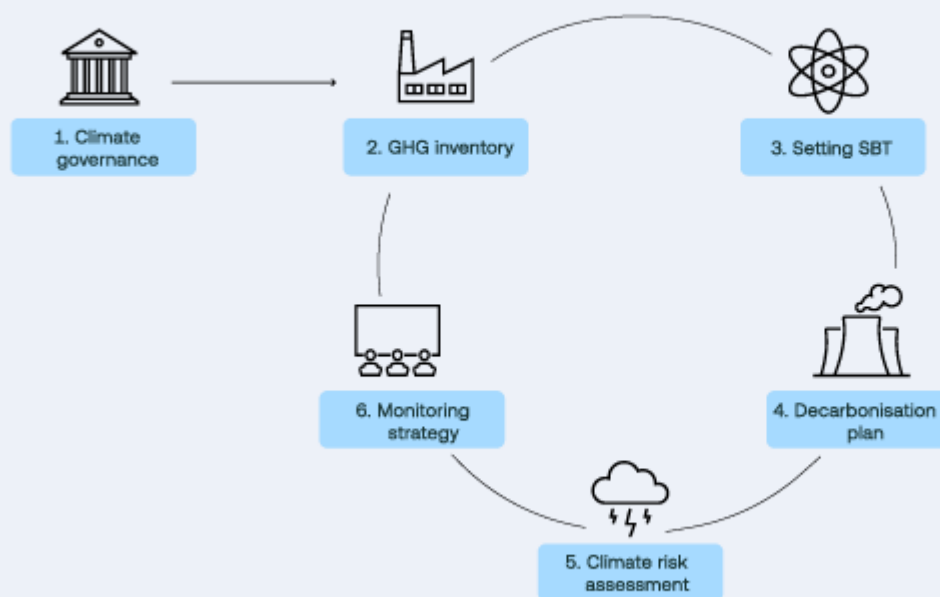 1. Climate
governance
2. GHG inventory
3. Setting SBT
6. Monitoring
strategy
4. Decarbonisation
plan
5. Climate risk
assessment